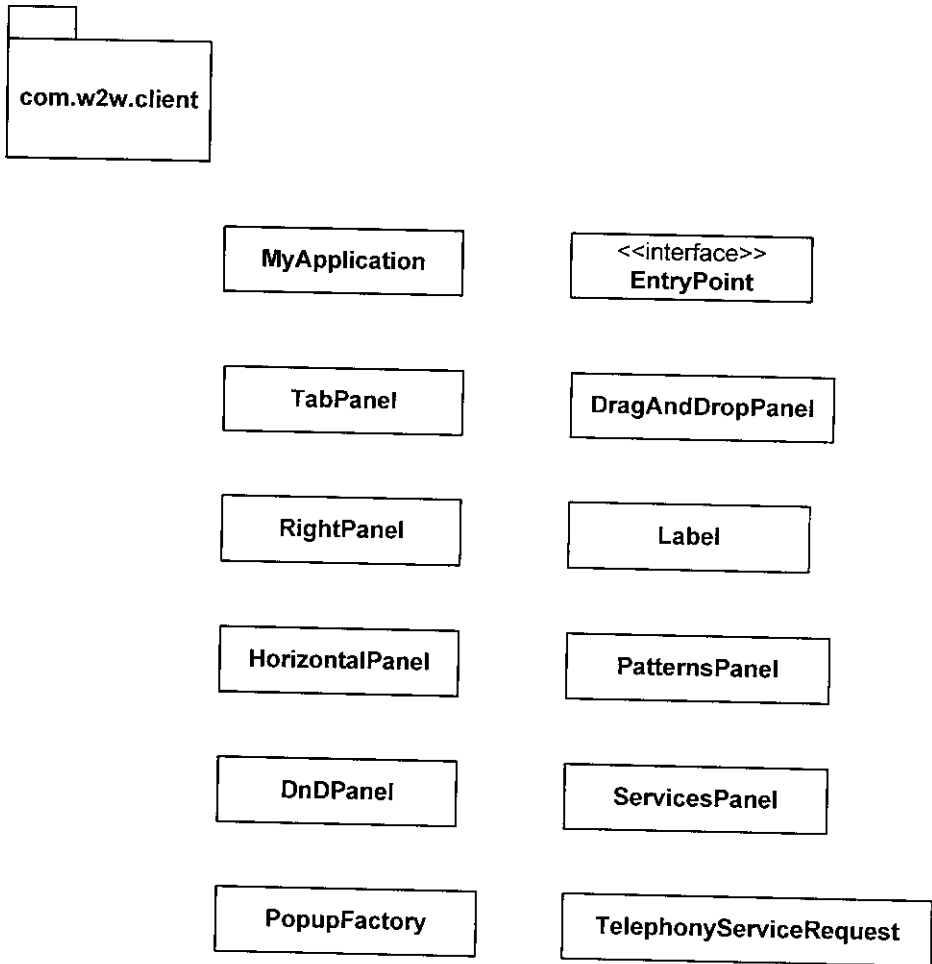 com.w2w.client
MyApplication
<<interface>>
EntryPoint
TabPanel
DragAndDropPanel
RightPanel
Label
HorizontalPanel
PatternsPanel
DnDPanel
ServicesPanel
PopupFactory
TelephonyServiceRequest